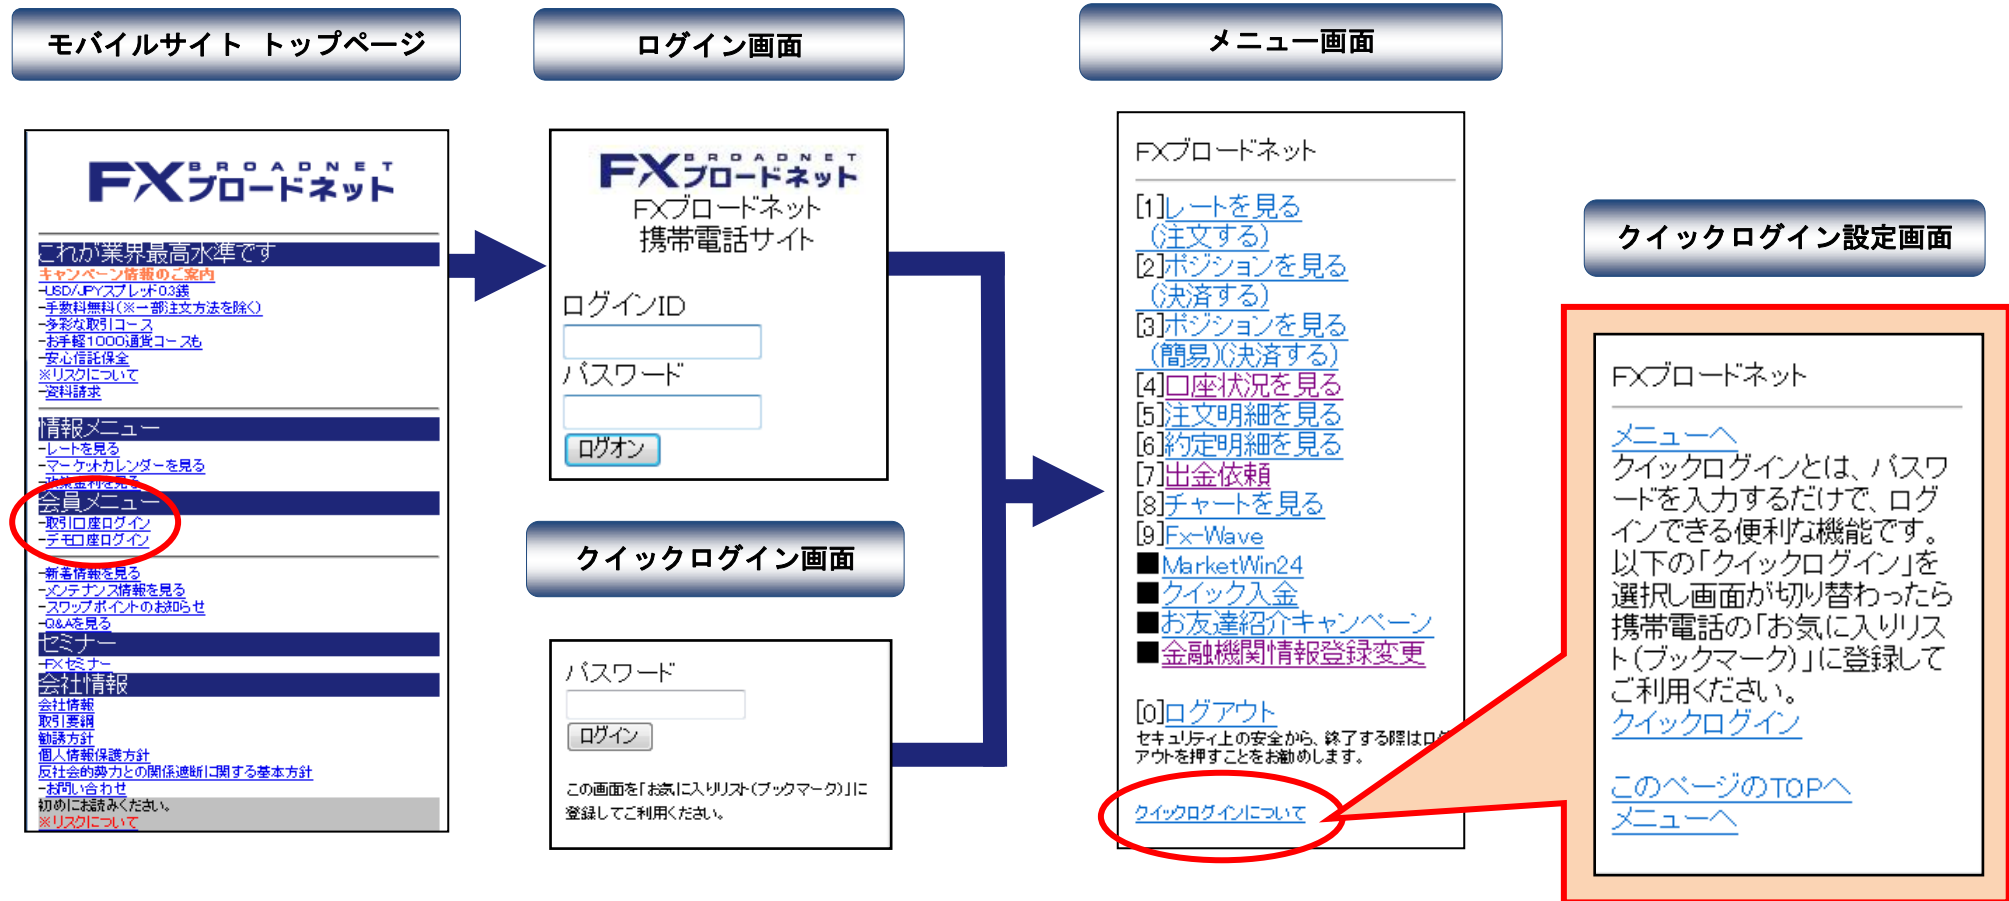 モバイルサイト トップページ
BROADNET
FXブロードネット
これが業界最高水準です
キャンペーン情報のご案内
-USD/JPYスプレッド0.3銭
-手数料無料(※一部注文方法を除く)
-多彩な取引コース
-お手軽1000通貨コースも
-安心信託保全
※リスクについて
-資料請求
情報メニュー
-レートを見る
-マーケットカレンダーを見る
-政策金利を見る
会員メニュー
-取引口座ログイン
-デモ口座ログイン
-新着情報を見る
-メンテナンス情報を見る
-スワップポイントのお知らせ
-Q&Aを見る
セミナー
-FXセミナー
会社情報
会社情報
取引要綱
勧誘方針
個人情報保護方針
反社会的勢力との関係遮断に関する基本方針
-お問い合わせ
初めにお読みください。
※リスクについて
ログイン画面
BROADNET
FXブロードネット
FXブロードネット
携帯電話サイト
ログインID
パスワード
ログオン
クイックログイン画面
パスワード
ログイン
この画面を「お気に入りリスト(ブックマーク)」に
登録してご利用ください。
メニュー画面
FXブロードネット
[1]レートを見る
(注文する)
[2]ポジションを見る
(決済する)
[3]ポジションを見る
(簡易)(決済する)
[4]口座状況を見る
[5]注文明細を見る
[6]約定明細を見る
[7]出金依頼
[8]チャートを見る
[9]Fx-Wave
■MarketWin24
■クイック入金
■お友達紹介キャンペーン
■金融機関情報登録変更
[0]ログアウト
セキュリティ上の安全から、終了する際はログ
アウトを押すことをお勧めします。
クイックログインについて
クイックログイン設定画面
FXブロードネット
メニューへ
クイックログインとは、パスワ
ードを入力するだけで、ログ
インできる便利な機能です。
以下の「クイックログイン」を
選択し画面が切り替わったら
携帯電話の「お気に入りリス
ト(ブックマーク)」に登録して
ご利用ください。
クイックログイン
このページのTOPへ
メニューへ